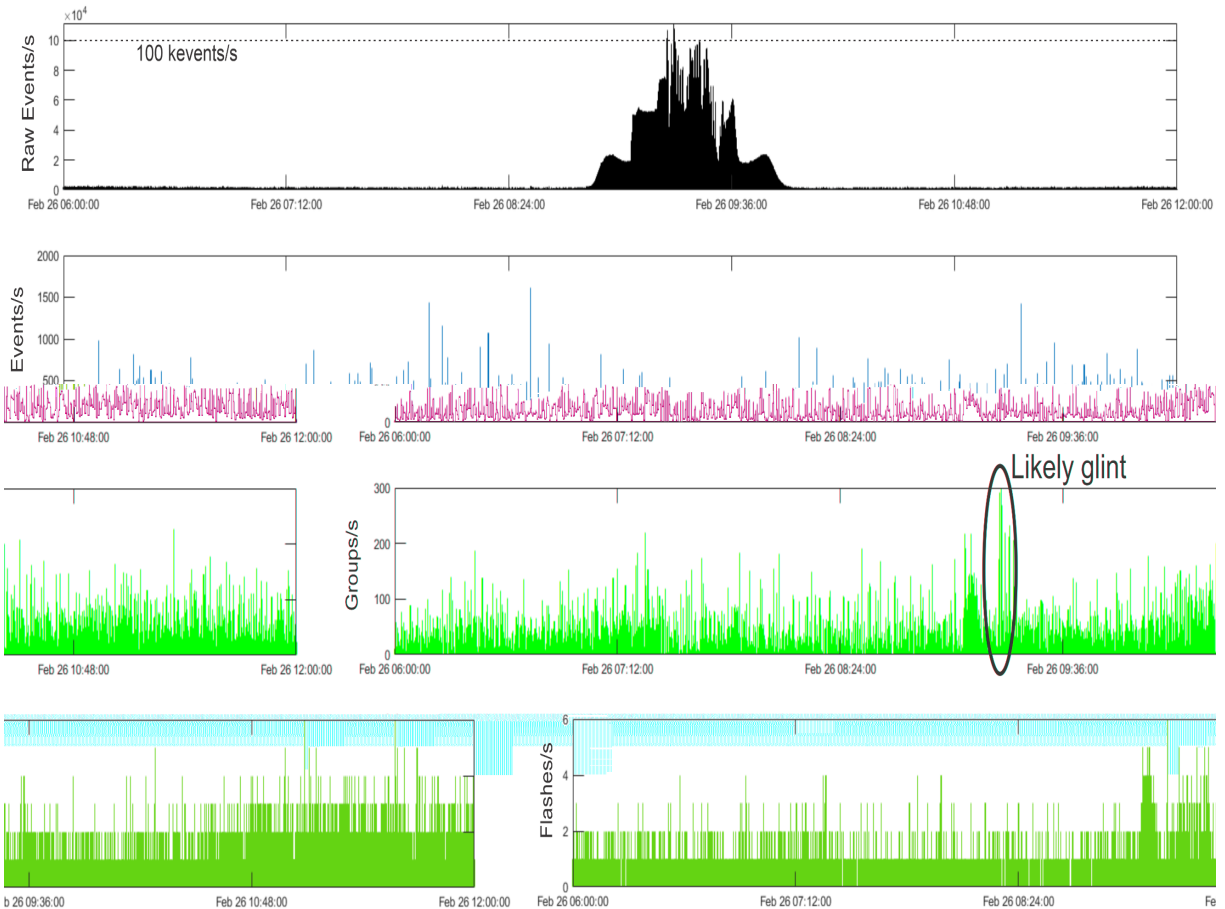 ×10⁴
10
8
6
4
2
0
Raw Events/s
100 kevents/s
Feb 26 06:00:00 Feb 26 07:12:00 Feb 26 08:24:00 Feb 26 09:36:00 Feb 26 10:48:00 Feb 26 12:00:00
2000
1500
1000
500
0
Events/s
Feb 26 10:48:00 Feb 26 12:00:00 Feb 26 06:00:00 Feb 26 07:12:00 Feb 26 08:24:00 Feb 26 09:36:00
Likely glint
300
200
100
0
Groups/s
Feb 26 10:48:00 Feb 26 12:00:00 Feb 26 06:00:00 Feb 26 07:12:00 Feb 26 08:24:00 Feb 26 09:36:00
6
4
2
0
Flashes/s
b 26 09:36:00 Feb 26 10:48:00 Feb 26 12:00:00 Feb 26 06:00:00 Feb 26 07:12:00 Feb 26 08:24:00 Fe